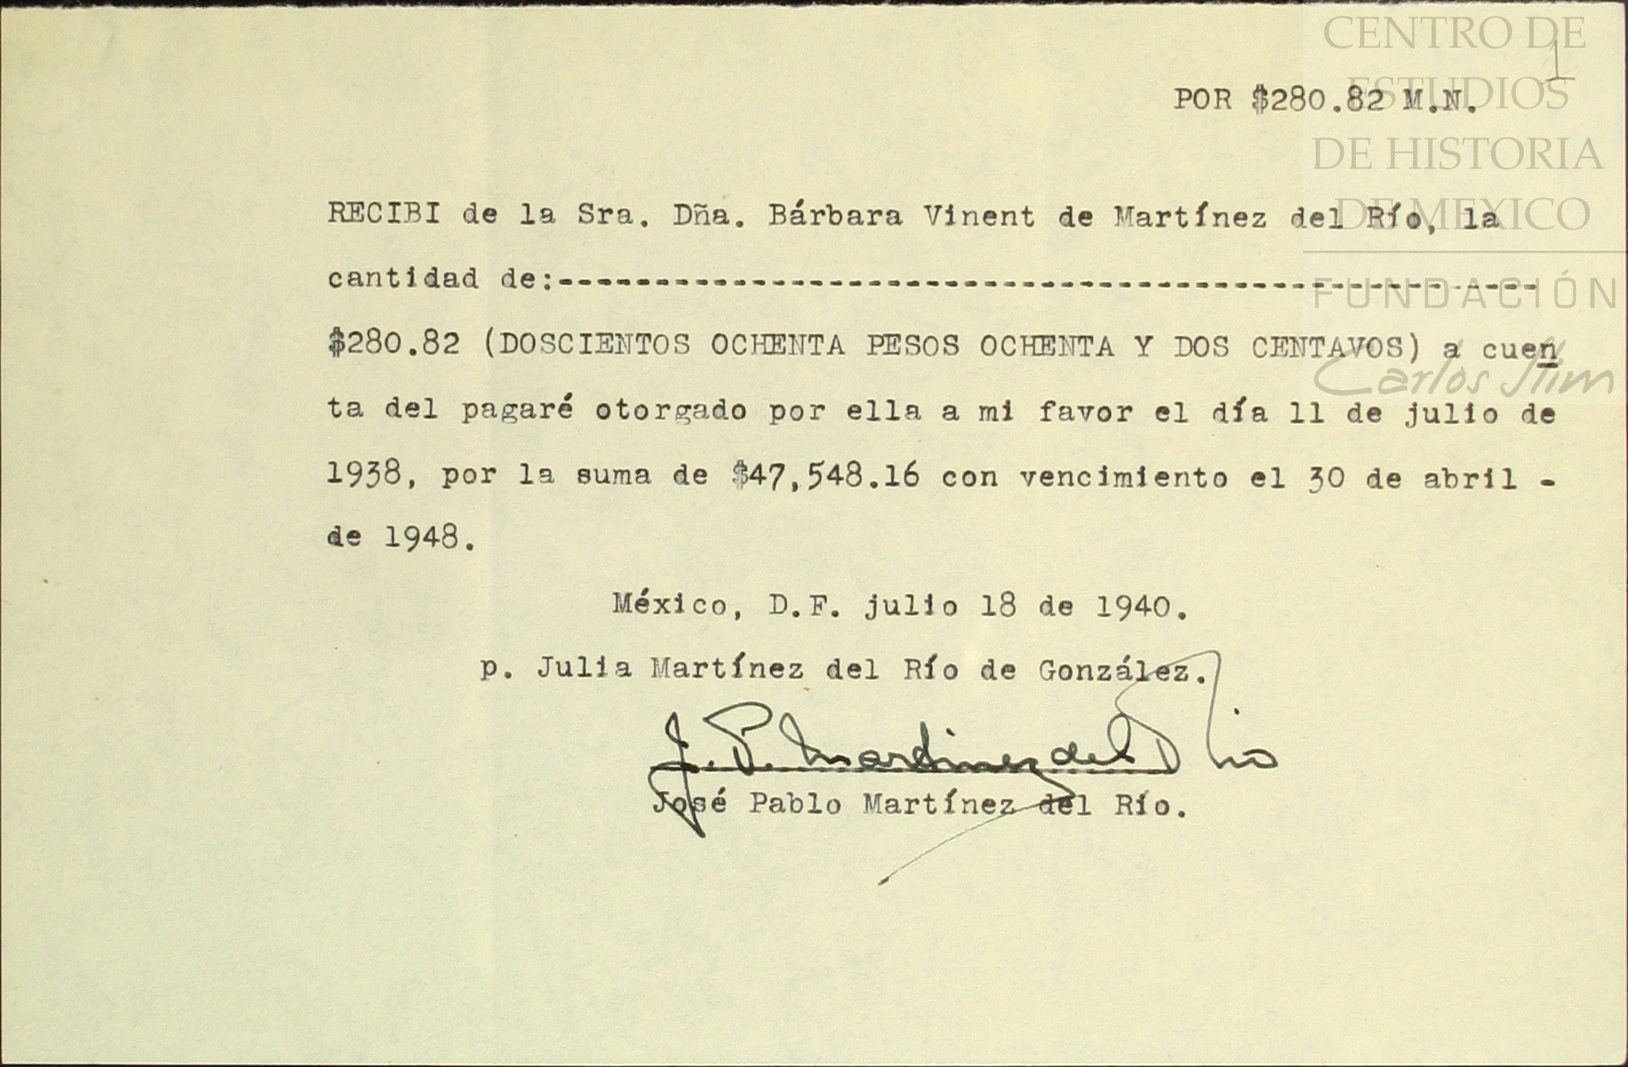 CENTRO DE
ESTUDIOS
DE HISTORIA
DE MEXICO
FUNDACIÓN
Carlos Slim
1
POR $280.82 M.N.
RECIBI de la Sra. Dña. Bárbara Vinent de Martínez del Río, la
cantidad de:---------------------------------------------------
$280.82 (DOSCIENTOS OCHENTA PESOS OCHENTA Y DOS CENTAVOS) a cuen
ta del pagaré otorgado por ella a mi favor el día 11 de julio de
1938, por la suma de $47,548.16 con vencimiento el 30 de abril -
de 1948.
México, D.F. julio 18 de 1940.
p. Julia Martínez del Río de González.
J. P. Martinez del Rio
José Pablo Martínez del Río.